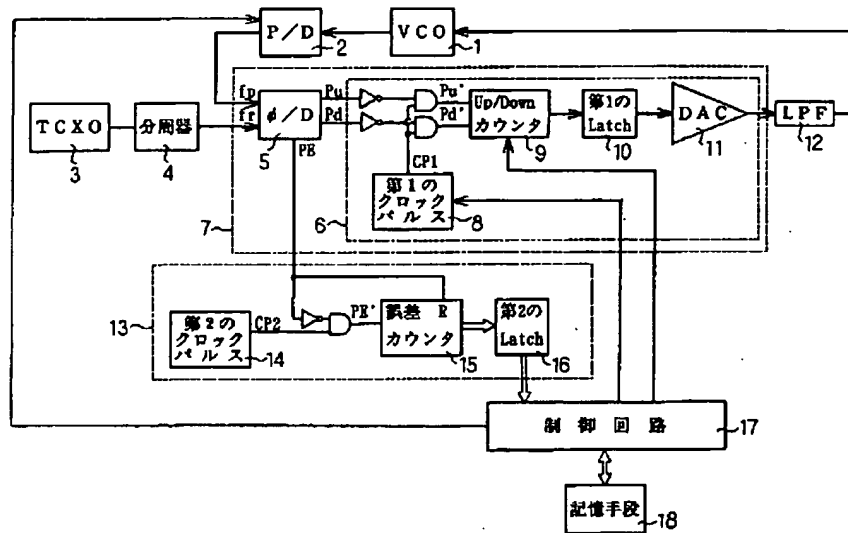 P/D
2
VCO
1
TCXO
3
分周器
4
fp
fr
φ/D
5
Pu
Pd
PE
Pu'
Pd'
CP1
Up/Down
カウンタ
9
第1の
Latch
10
DAC
11
LPF
12
第1の
クロック
パルス
8
7
6
13
第2の
クロック
パルス
14
CP2
PE'
誤差 R
カウンタ
15
第2の
Latch
16
制御回路
17
記憶手段
18